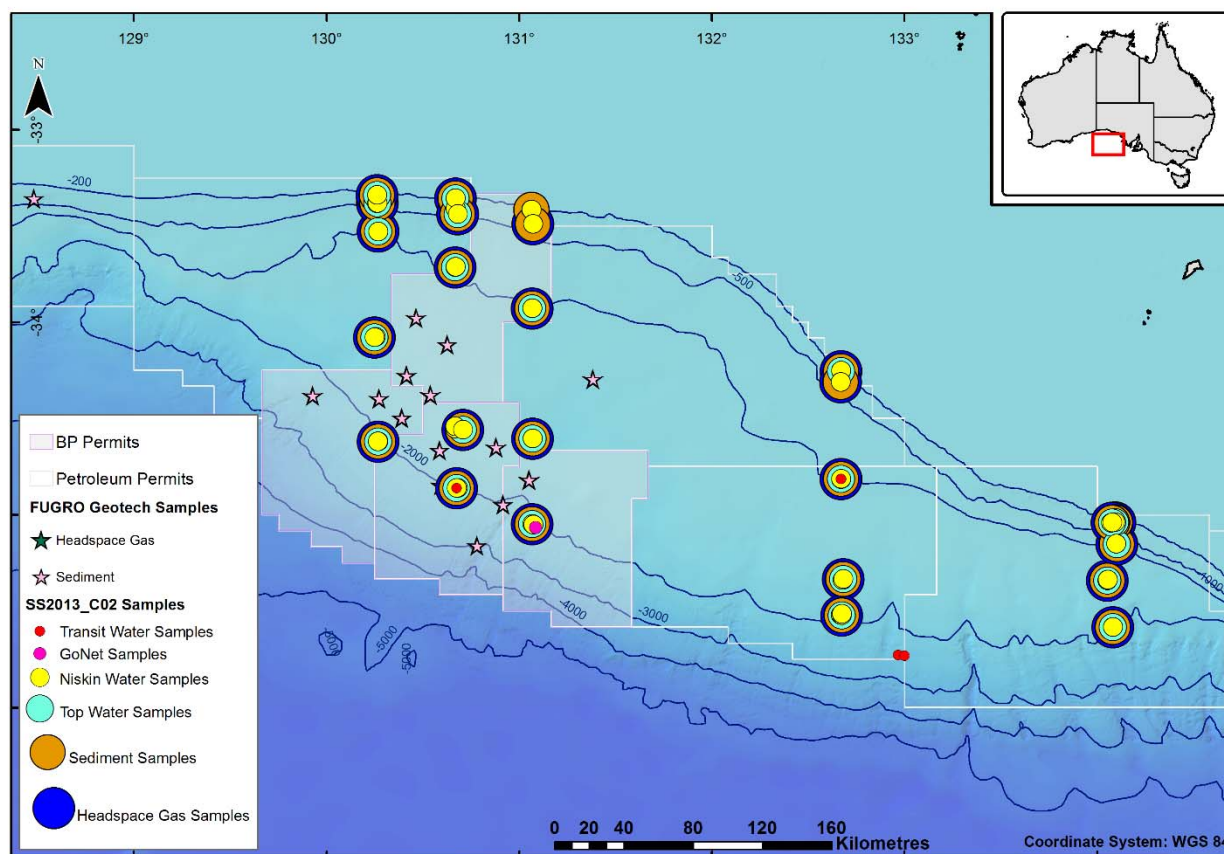 129°
130°
131°
132°
133°
N
-33°
-34°
-200
-500
-1000
-2000
-3000
-4000
-5000
-5000
BP Permits
Petroleum Permits
FUGRO Geotech Samples
Headspace Gas
Sediment
SS2013_C02 Samples
Transit Water Samples
GoNet Samples
Niskin Water Samples
Top Water Samples
Sediment Samples
Headspace Gas Samples
0 20 40 80 120 160
Kilometres
Coordinate System: WGS 84